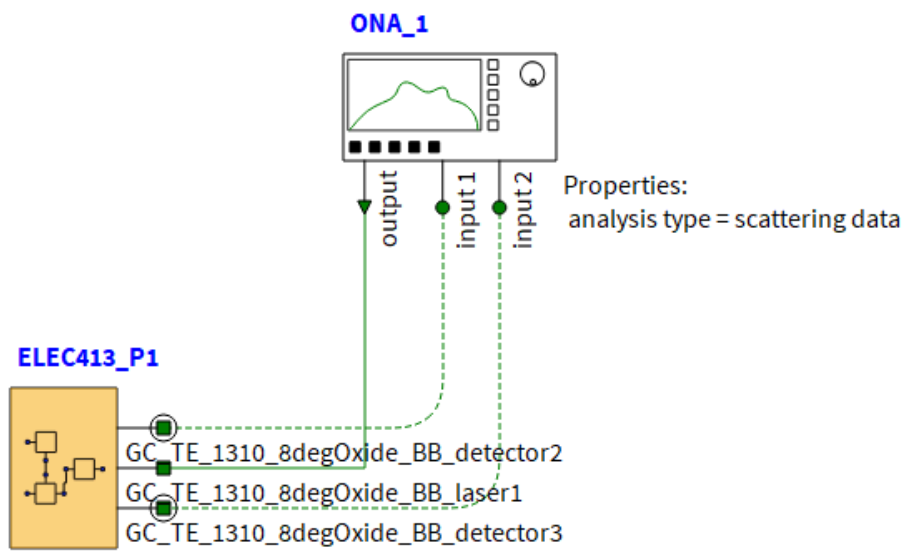 ONA_1
output
input 1
input 2
Properties:
analysis type = scattering data
ELEC413_P1
GC_TE_1310_8degOxide_BB_detector2
GC_TE_1310_8degOxide_BB_laser1
GC_TE_1310_8degOxide_BB_detector3